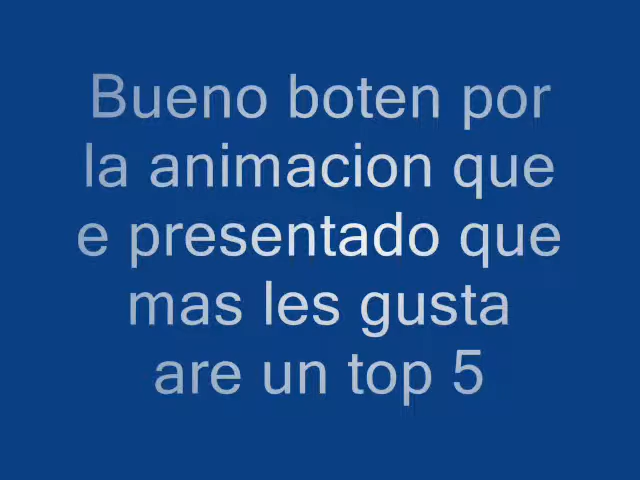 Bueno boten por
la animacion que
e presentado que
mas les gusta
are un top 5